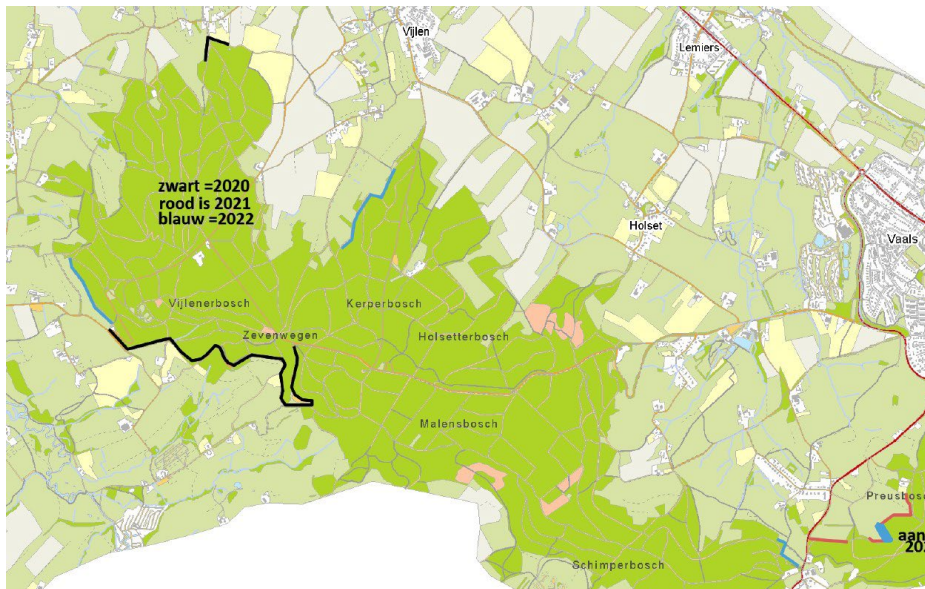 Vijlen
Lemiers
zwart =2020
rood is 2021
blauw =2022
Holset
Vaals
Vijlenerbosch
Kerperbosch
Zevenwegen
Holsetterbosch
Malensbosch
Schimperbosch